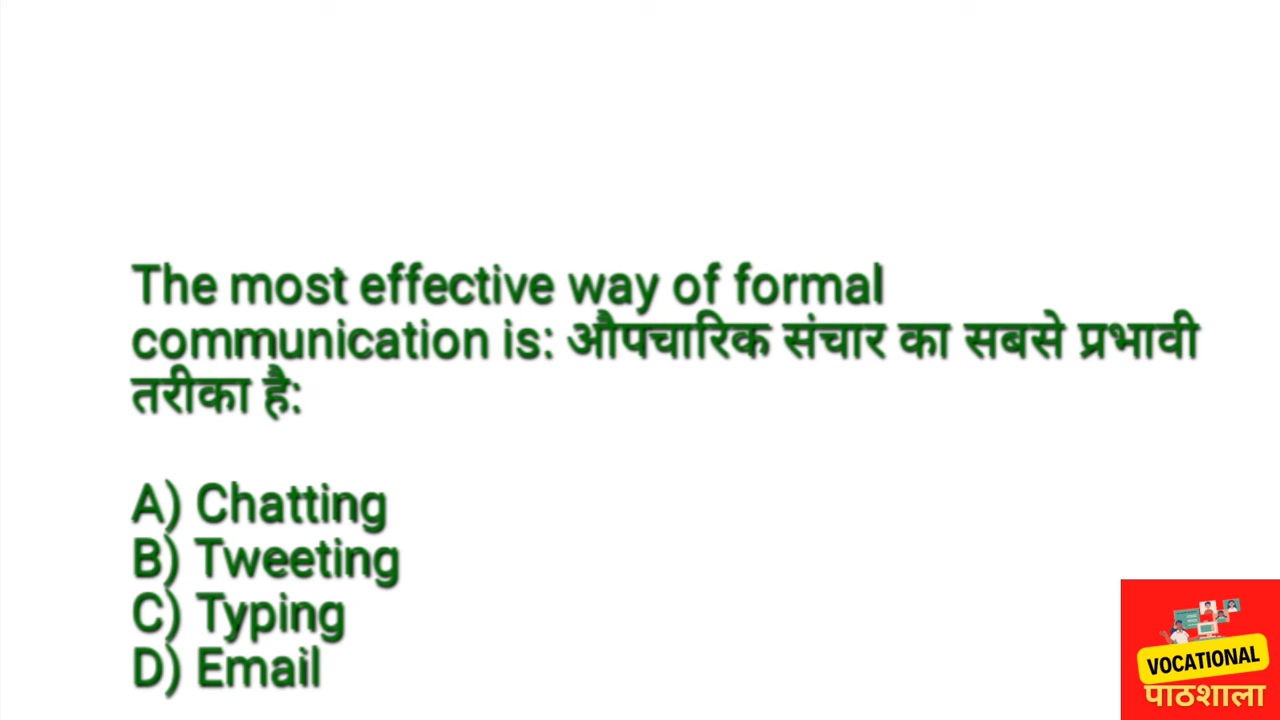 The most effective way of formal
communication is: औपचारिक संचार का सबसे प्रभावी
तरीका है:
A) Chatting
B) Tweeting
C) Typing
D) Email
VOCATIONAL
पाठशाला